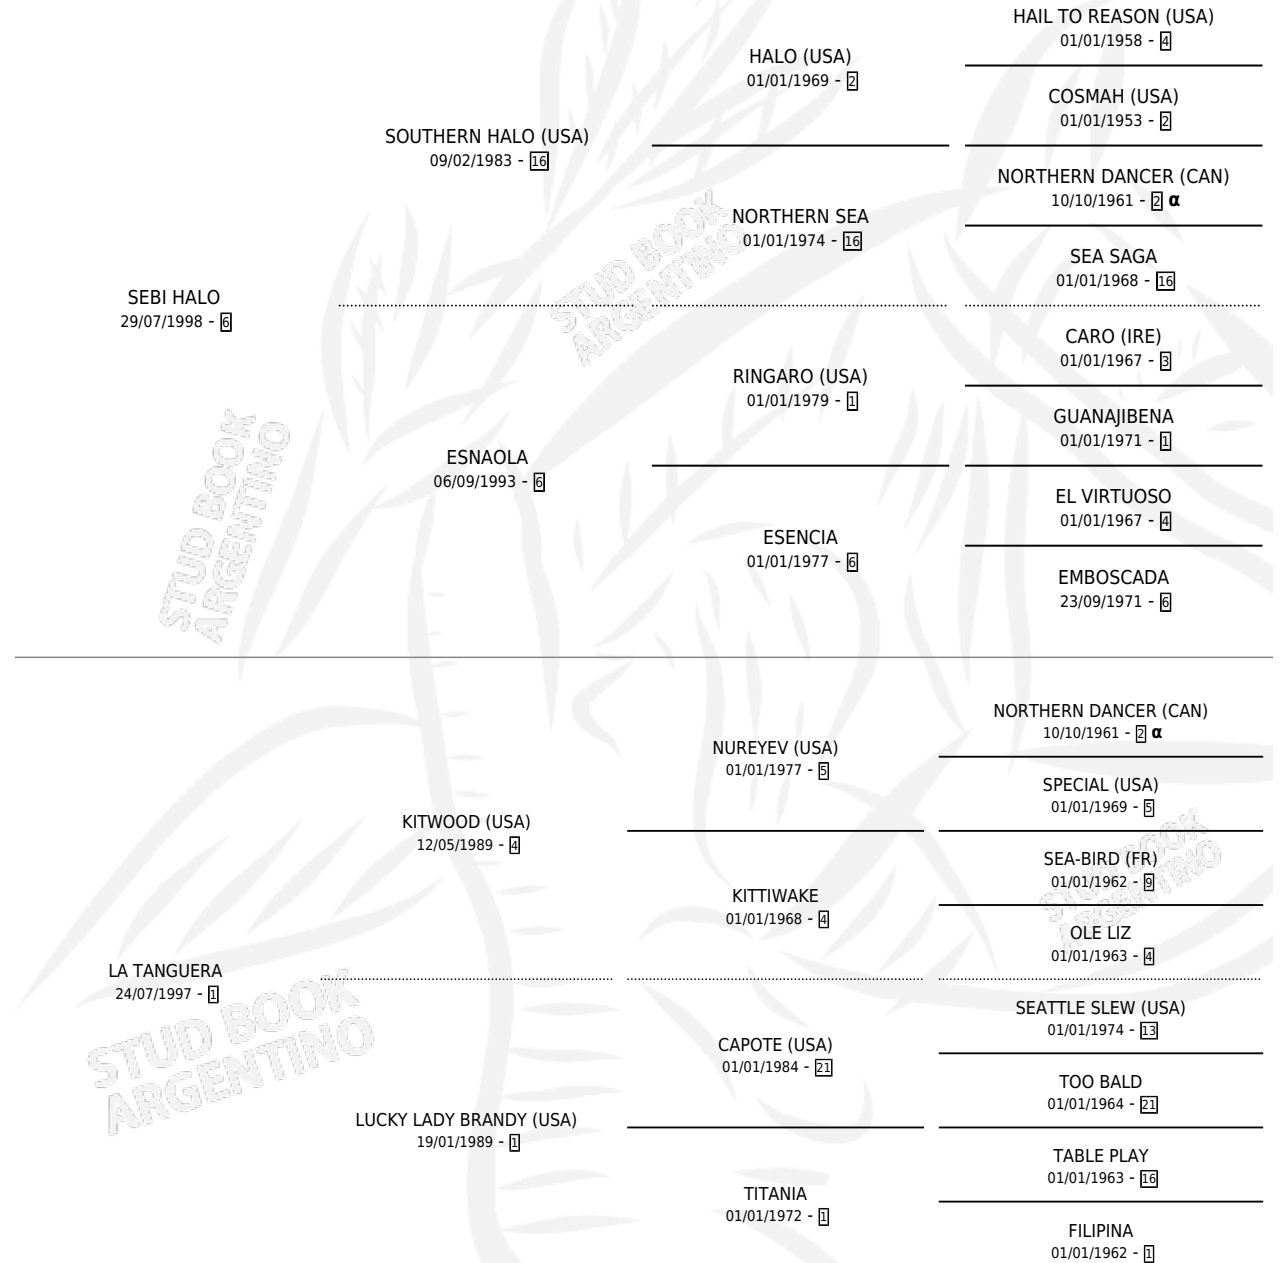 HAIL TO REASON (USA)
01/01/1958 - 4
HALO (USA)
01/01/1969 - 2
COSMAH (USA)
01/01/1953 - 2
SOUTHERN HALO (USA)
09/02/1983 - 16
NORTHERN DANCER (CAN)
10/10/1961 - 2 α
NORTHERN SEA
01/01/1974 - 16
SEA SAGA
01/01/1968 - 16
STUD BOOK
ARGENTINO
SEBI HALO
29/07/1998 - 6
CARO (IRE)
01/01/1967 - 3
RINGARO (USA)
01/01/1979 - 1
GUANAJIBENA
01/01/1971 - 1
ESNAOLA
06/09/1993 - 6
EL VIRTUOSO
01/01/1967 - 4
ESENCIA
01/01/1977 - 6
EMBOSCADA
23/09/1971 - 6
STUD BOOK
ARGENTINO
NORTHERN DANCER (CAN)
10/10/1961 - 2 α
NUREYEV (USA)
01/01/1977 - 5
SPECIAL (USA)
01/01/1969 - 5
KITWOOD (USA)
12/05/1989 - 4
SEA-BIRD (FR)
01/01/1962 - 9
KITTIWAKE
01/01/1968 - 4
OLE LIZ
01/01/1963 - 4
STUD BOOK
ARGENTINO
LA TANGUERA
24/07/1997 - 1
SEATTLE SLEW (USA)
01/01/1974 - 13
CAPOTE (USA)
01/01/1984 - 21
TOO BALD
01/01/1964 - 21
STUD BOOK
ARGENTINO
LUCKY LADY BRANDY (USA)
19/01/1989 - 1
TABLE PLAY
01/01/1963 - 16
TITANIA
01/01/1972 - 1
FILIPINA
01/01/1962 - 1